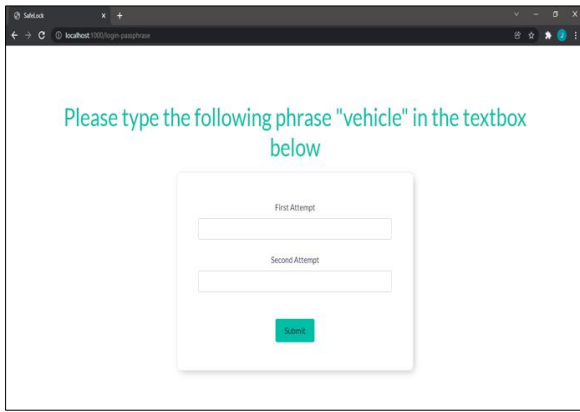 SafeLock
localhost:1000/login-passphrase
J
Please type the following phrase "vehicle" in the textbox
below
First Attempt
Second Attempt
Submit